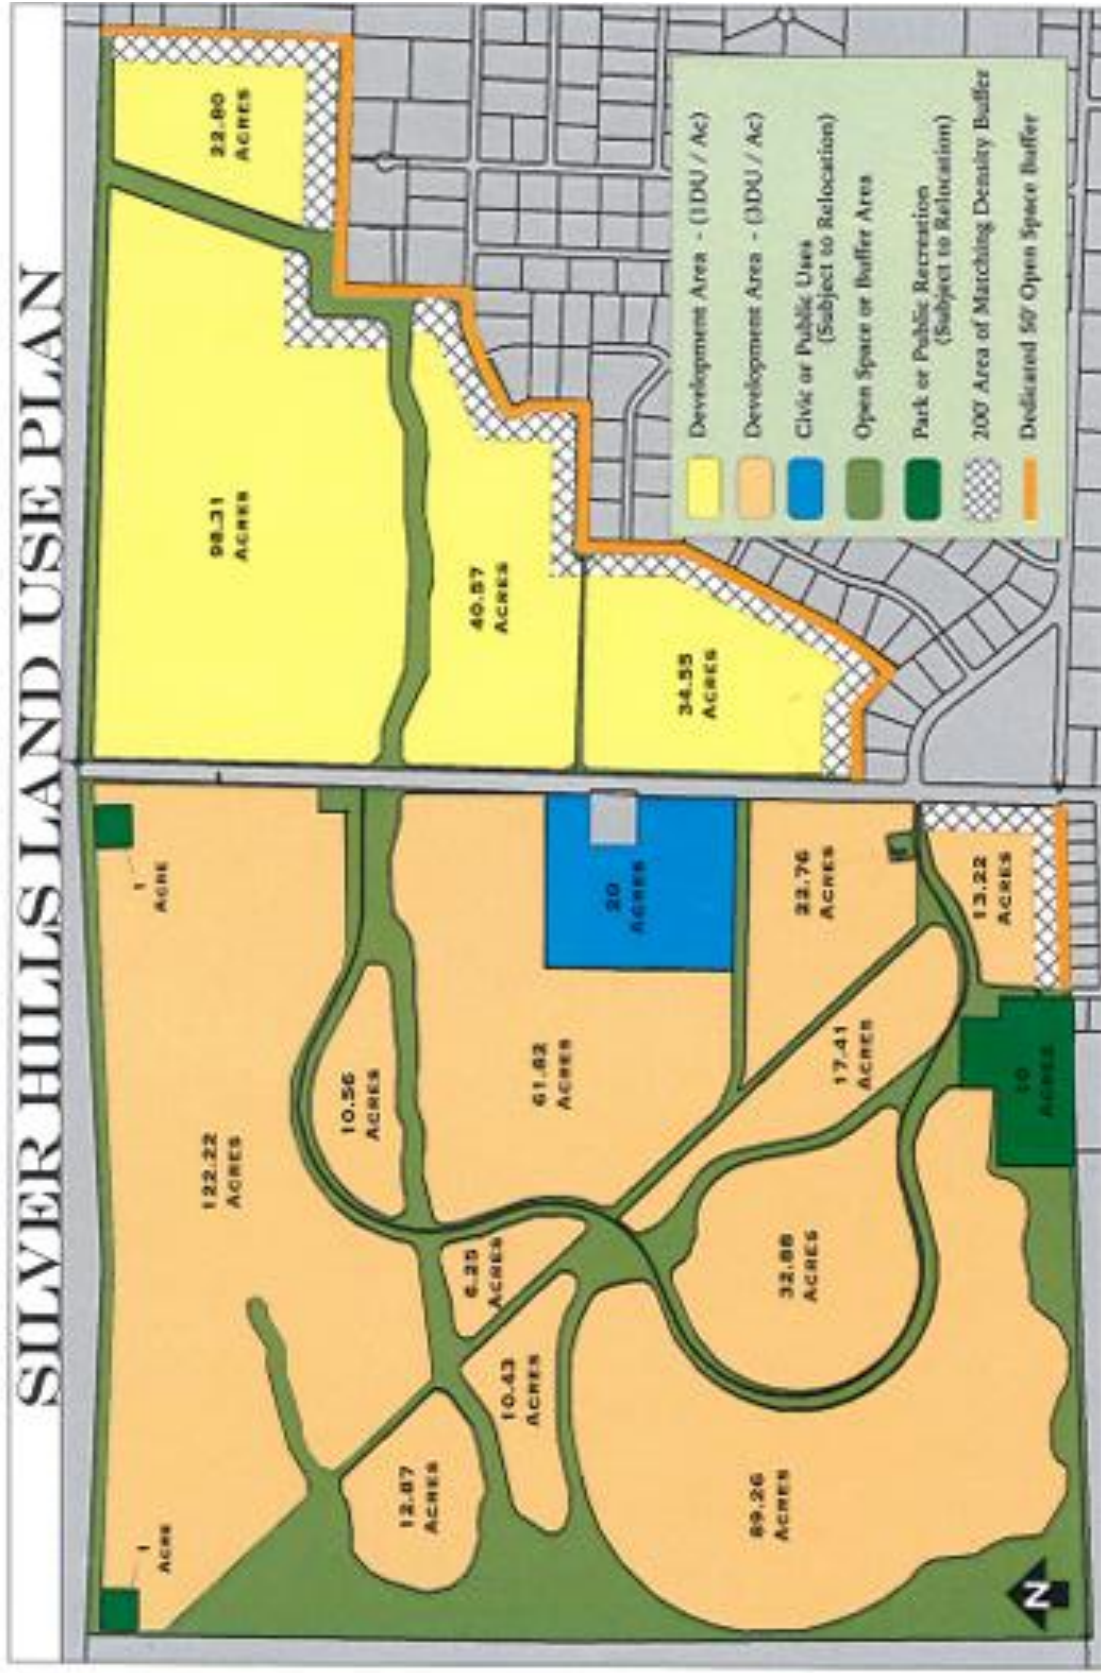 SILVER HILLS LAND USE PLAN
1
ACRE
1
ACRE
122.22
ACRES
98.31
ACRES
22.80
ACRES
10.56
ACRES
12.87
ACRES
6.25
ACRES
10.43
ACRES
61.82
ACRES
20
ACRES
40.87
ACRES
34.55
ACRES
89.26
ACRES
32.88
ACRES
17.41
ACRES
22.76
ACRES
13.22
ACRES
10
ACRES
Development Area - (1DU / Ac)
Development Area - (3DU / Ac)
Civic or Public Uses
(Subject to Relocation)
Open Space or Buffer Area
Park or Public Recreation
(Subject to Relocation)
200' Area of Matching Density Buffer
Dedicated 50' Open Space Buffer
N